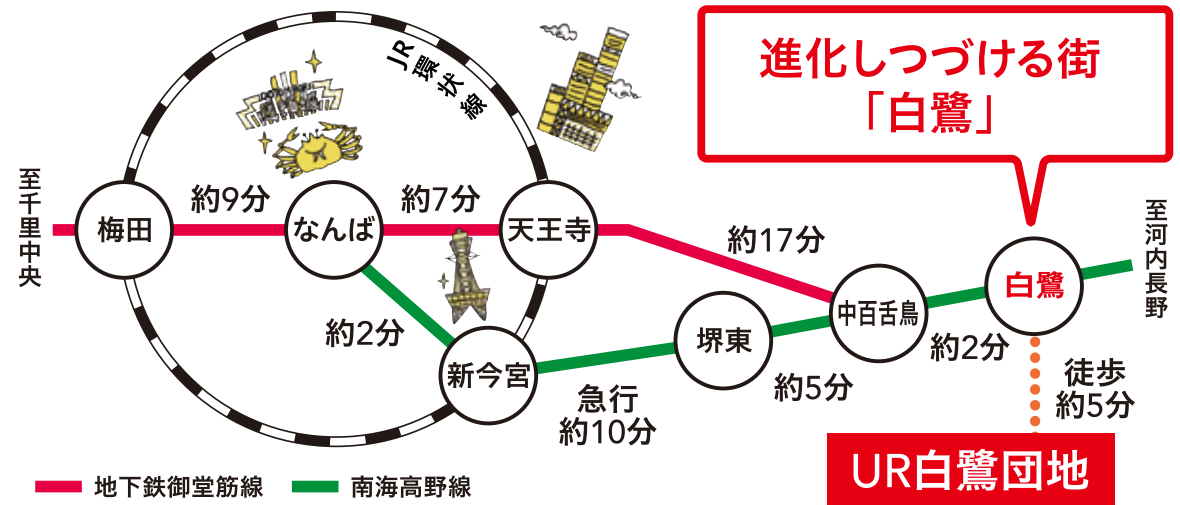 進化しつづける街
「白鷺」
JR環状線
至千里中央
梅田
約9分
なんば
約7分
天王寺
約17分
中百舌鳥
白鷺
至河内長野
約2分
新今宮
急行
約10分
堺東
約5分
約2分
徒歩
約5分
UR白鷺団地
地下鉄御堂筋線
南海高野線